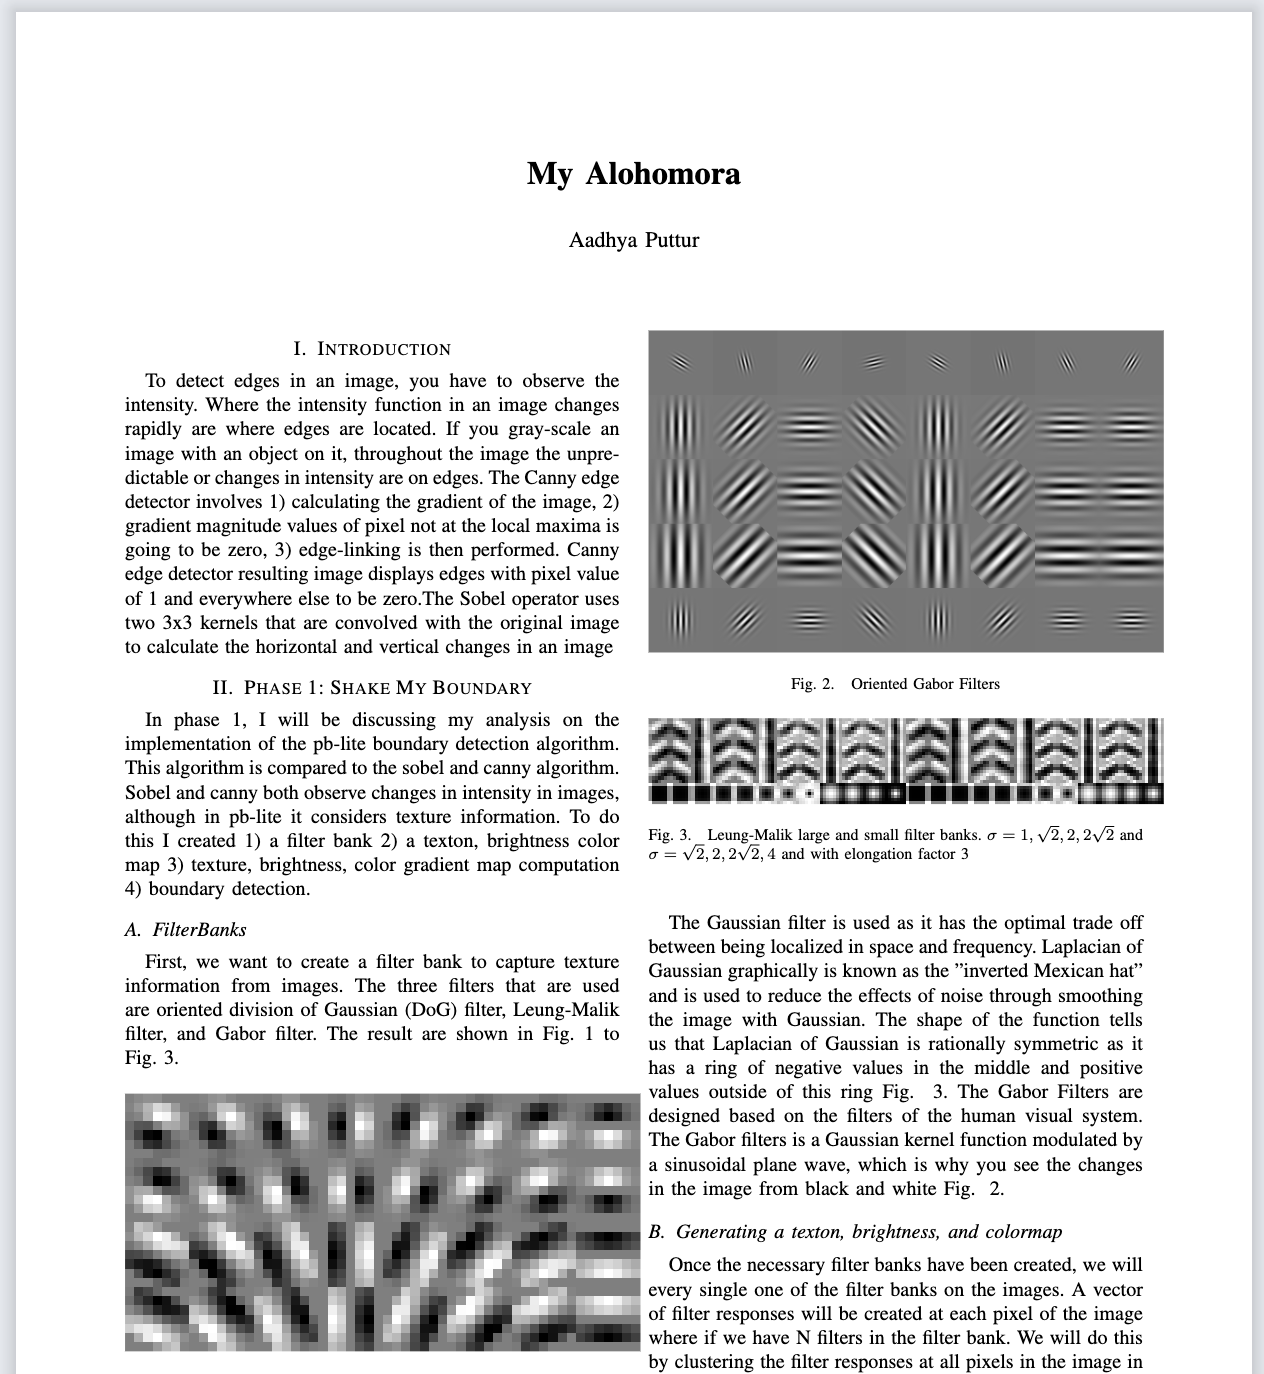 My Alohomora
Aadhya Puttur
I. INTRODUCTION
To detect edges in an image, you have to observe the
intensity. Where the intensity function in an image changes
rapidly are where edges are located. If you gray-scale an
image with an object on it, throughout the image the unpre-
dictable or changes in intensity are on edges. The Canny edge
detector involves 1) calculating the gradient of the image, 2)
gradient magnitude values of pixel not at the local maxima is
going to be zero, 3) edge-linking is then performed. Canny
edge detector resulting image displays edges with pixel value
of 1 and everywhere else to be zero.The Sobel operator uses
two 3x3 kernels that are convolved with the original image
to calculate the horizontal and vertical changes in an image
II. PHASE 1: SHAKE MY BOUNDARY
In phase 1, I will be discussing my analysis on the
implementation of the pb-lite boundary detection algorithm.
This algorithm is compared to the sobel and canny algorithm.
Sobel and canny both observe changes in intensity in images,
although in pb-lite it considers texture information. To do
this I created 1) a filter bank 2) a texton, brightness color
map 3) texture, brightness, color gradient map computation
4) boundary detection.
A. FilterBanks
First, we want to create a filter bank to capture texture
information from images. The three filters that are used
are oriented division of Gaussian (DoG) filter, Leung-Malik
filter, and Gabor filter. The result are shown in Fig. 1 to
Fig. 3.
Fig. 2. Oriented Gabor Filters
Fig. 3. Leung-Malik large and small filter banks. σ = 1, √2, 2, 2√2 and
σ = √2, 2, 2√2, 4 and with elongation factor 3
The Gaussian filter is used as it has the optimal trade off
between being localized in space and frequency. Laplacian of
Gaussian graphically is known as the ”inverted Mexican hat”
and is used to reduce the effects of noise through smoothing
the image with Gaussian. The shape of the function tells
us that Laplacian of Gaussian is rationally symmetric as it
has a ring of negative values in the middle and positive
values outside of this ring Fig. 3. The Gabor Filters are
designed based on the filters of the human visual system.
The Gabor filters is a Gaussian kernel function modulated by
a sinusoidal plane wave, which is why you see the changes
in the image from black and white Fig. 2.
B. Generating a texton, brightness, and colormap
Once the necessary filter banks have been created, we will
every single one of the filter banks on the images. A vector
of filter responses will be created at each pixel of the image
where if we have N filters in the filter bank. We will do this
by clustering the filter responses at all pixels in the image in